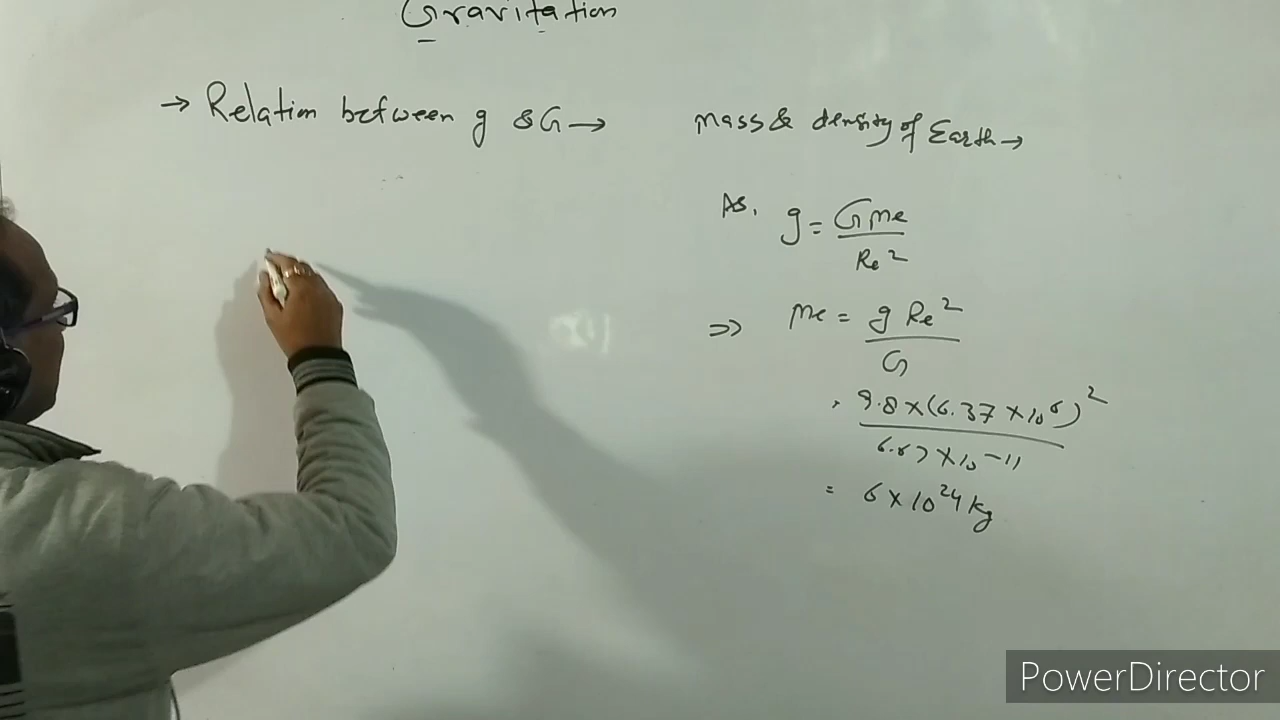 Gravitation
→ Relation between g & G →
Mass & density of Earth →
As, g = GMe / Re²
⇒ Me = g Re² / G
= 9.8 × (6.37 × 10⁶)² / 6.67 × 10⁻¹¹
= 6 × 10²⁴ kg
PowerDirector